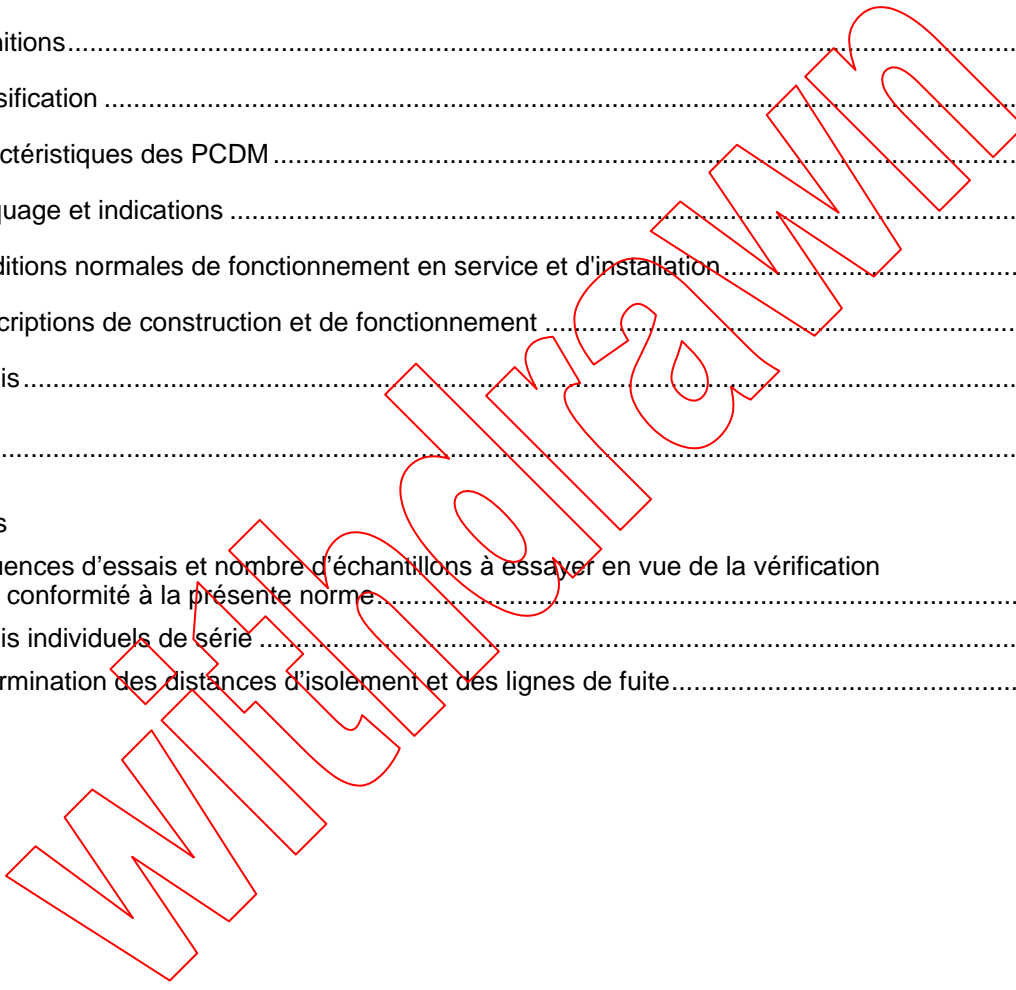 nitions
sification
ctéristiques des PCDM
quage et indications
ditions normales de fonctionnement en service et d'installation
criptions de construction et de fonctionnement
is
s
uences d'essais et nombre d'échantillons à essayer en vue de la vérification
conformité à la présente norme
is individuels de série
rmination des distances d'isolement et des lignes de fuite
withdrawn